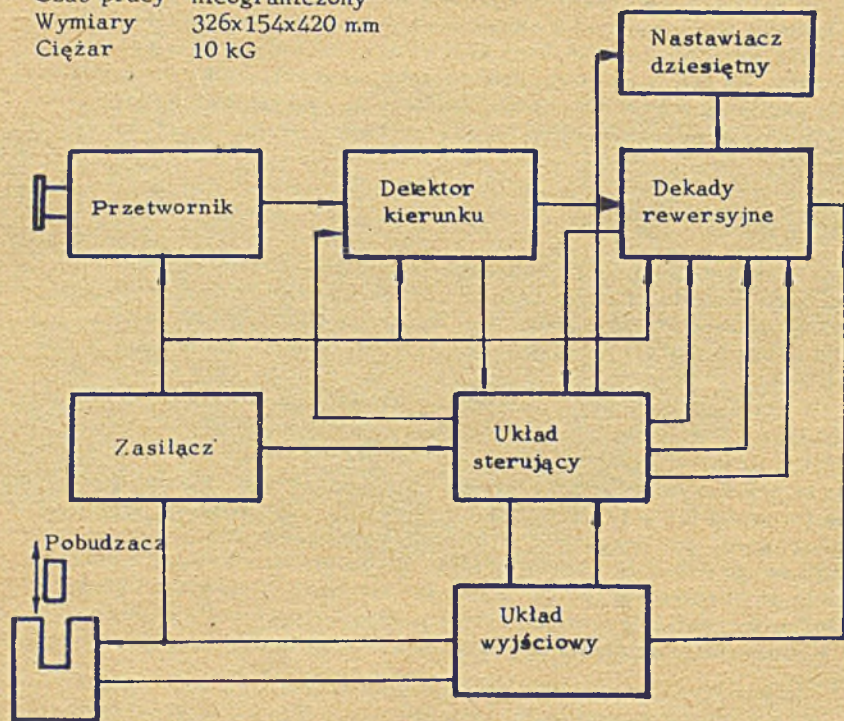 Wymiary 326x154x420 mm
Ciężar 10 kG
Nastawiacz
dziesiętny
Przetwornik
Detektor
kierunku
Dekady
rewersyjne
Zasilacz
Układ
sterujący
Pobudzacz
Układ
wyjściowy